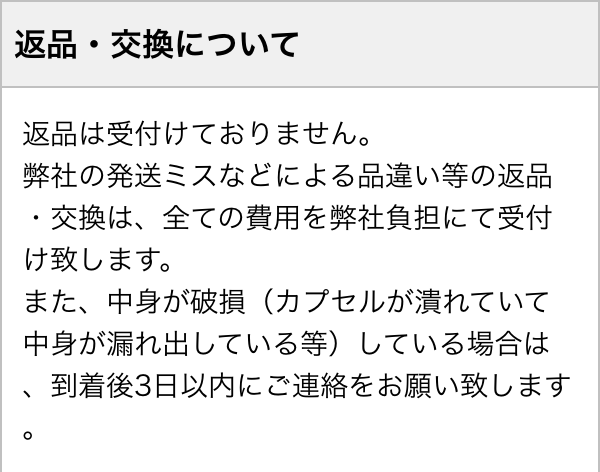 返品・交換について
返品は受付けておりません。
弊社の発送ミスなどによる品違い等の返品
・交換は、全ての費用を弊社負担にて受付
け致します。
また、中身が破損（カプセルが潰れていて
中身が漏れ出している等）している場合は
、到着後3日以内にご連絡をお願い致します
。